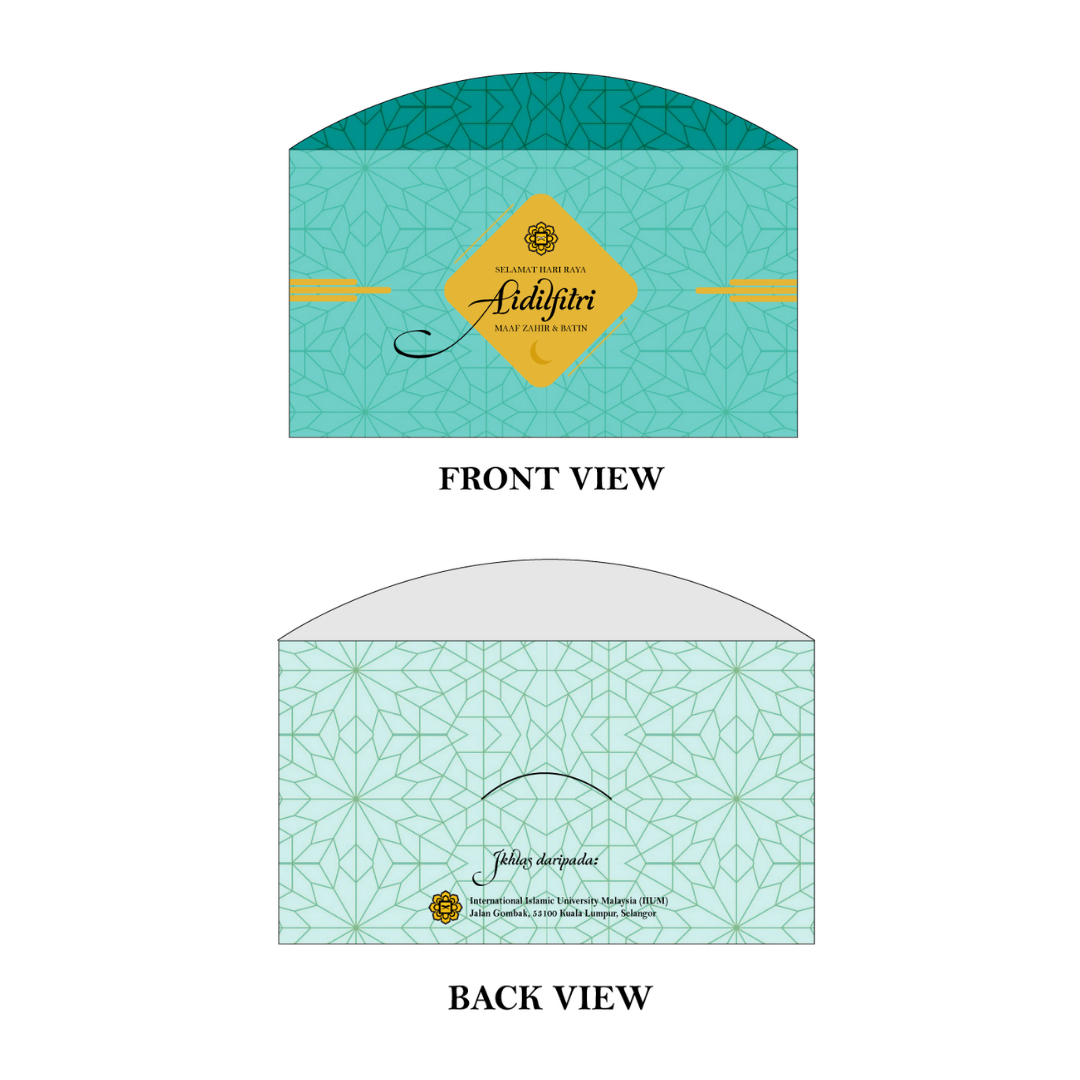 SELAMAT HARI RAYA
Aidilfitri
MAAF ZAHIR & BATIN
FRONT VIEW
Ikhlas daripada:
International Islamic University Malaysia (IIUM)
Jalan Gombak, 53100 Kuala Lumpur, Selangor
BACK VIEW